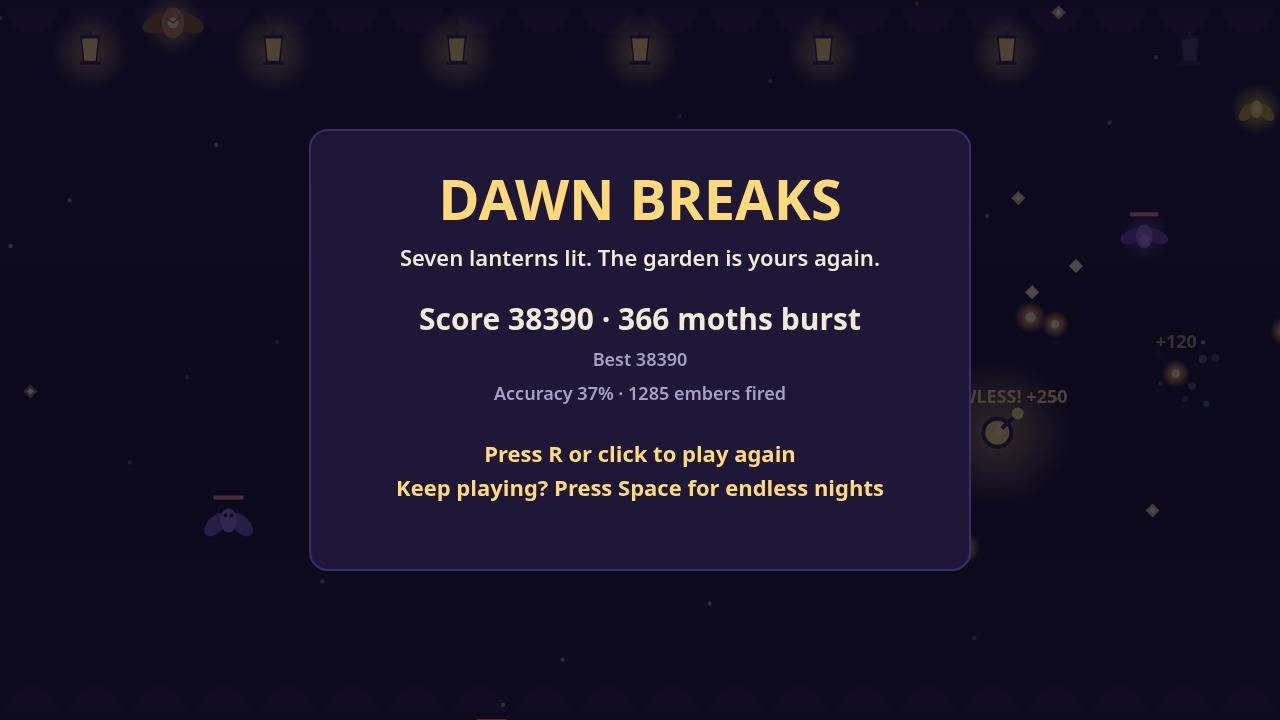 DAWN BREAKS
Seven lanterns lit. The garden is yours again.
Score 38390 · 366 moths burst
Best 38390
+120
Accuracy 37% · 1285 embers fired
+250
Press R or click to play again
Keep playing? Press Space for endless nights